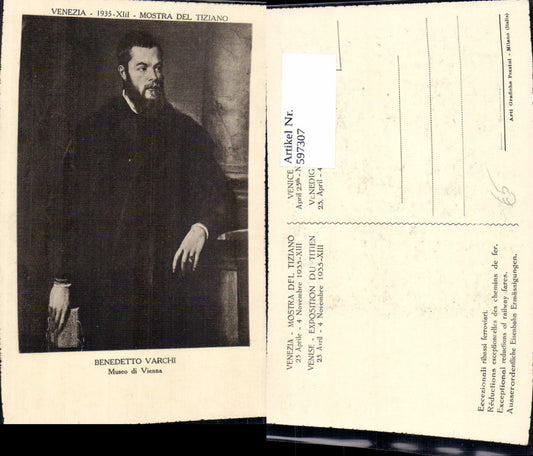 VENEZIA - 1935-XIII - MOSTRA DEL TIZIANO
BENEDETTO VARCHI
Museo di Vienna
VENEZIA - MOSTRA DEL TIZIANO
25 Aprile - 4 Novembre 1935-XIII
VENISE - EXPOSITION DU TITIEN
25 Avril - 4 Novembre 1935-XIII
VENICE
April 25th - N
VENEDIG
25. April - 4
Artikel Nr.
597307
Eccezionali ribassi ferroviari.
Réductions exceptionelles des chemins de fer.
Exceptional reductions of railway fares.
Ausserordentliche Eisenbahn Ermässigungen.
Arti Grafiche Pizzini - Milano (Italy)